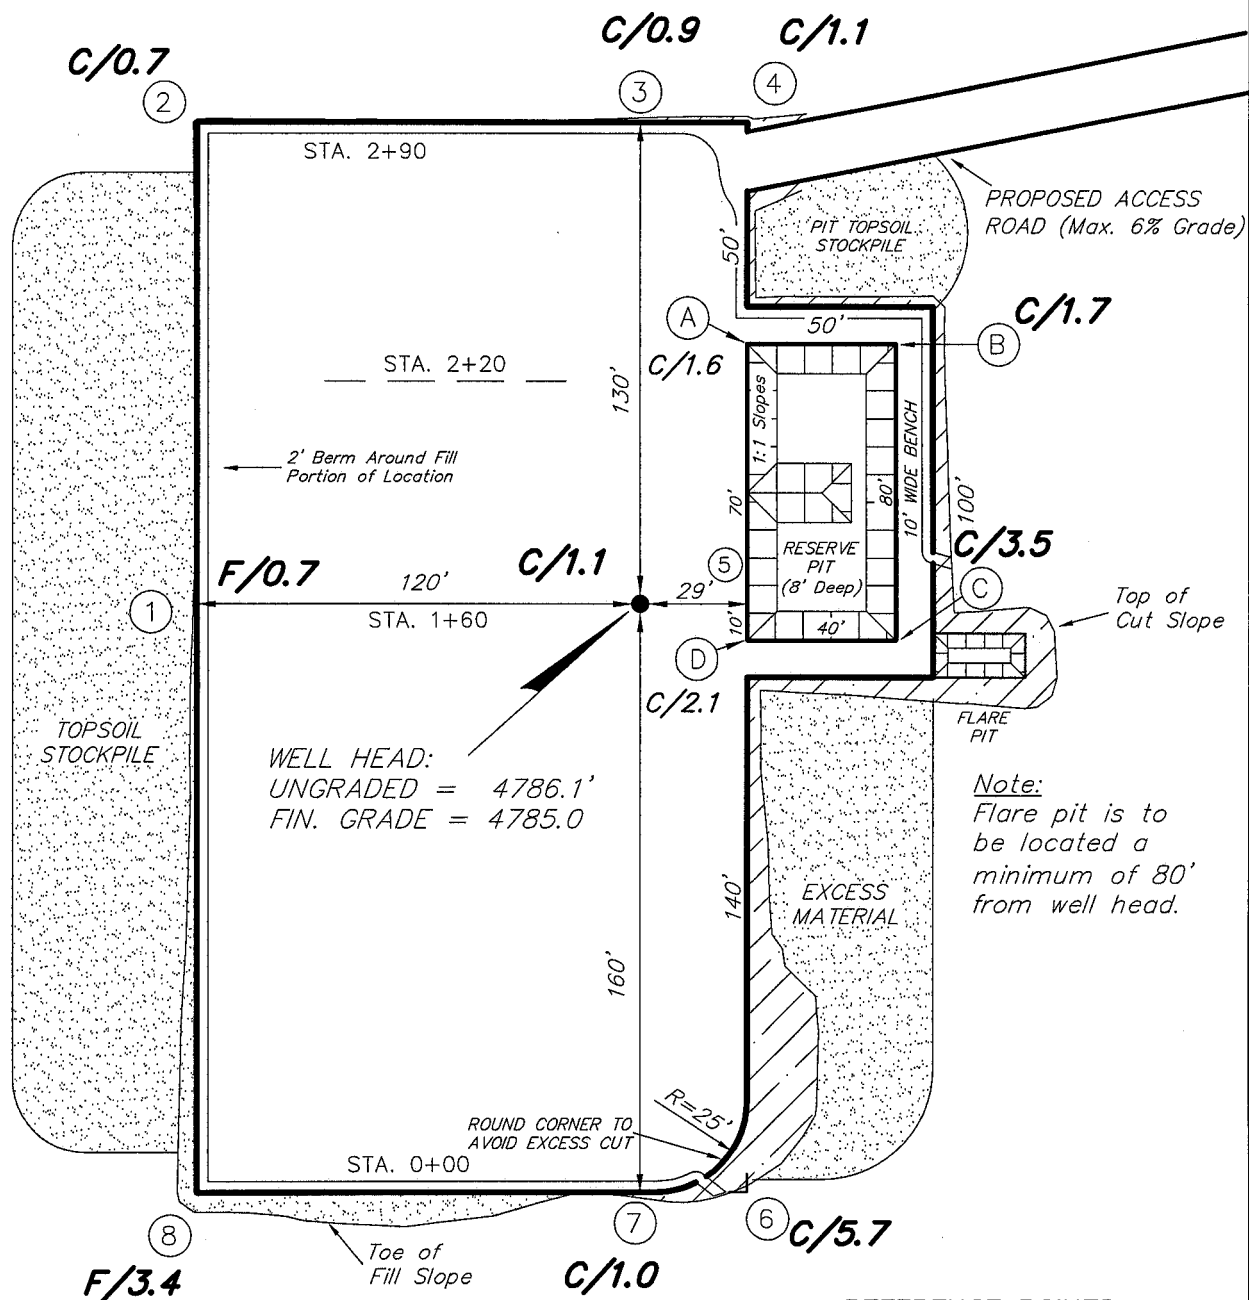 C/0.9
C/1.1
C/0.7
2
3
4
STA. 2+90
PROPOSED ACCESS
ROAD (Max. 6% Grade)
PIT TOPSOIL
STOCKPILE
50'
A
50'
B
C/1.7
C/1.6
STA. 2+20
130'
1:1 Slopes
2' Berm Around Fill
Portion of Location
70'
80'
10' WIDE BENCH
100'
RESERVE
PIT
(8' Deep)
C/3.5
F/0.7
C/1.1
5
120'
29'
C
1
STA. 1+60
10'
40'
Top of
Cut Slope
D
C/2.1
FLARE
PIT
TOPSOIL
STOCKPILE
WELL HEAD:
UNGRADED = 4786.1'
FIN. GRADE = 4785.0
Note:
Flare pit is to
be located a
minimum of 80'
from well head.
140'
EXCESS
MATERIAL
160'
R=25'
ROUND CORNER TO
AVOID EXCESS CUT
STA. 0+00
8
7
6
C/5.7
Toe of
Fill Slope
F/3.4
C/1.0